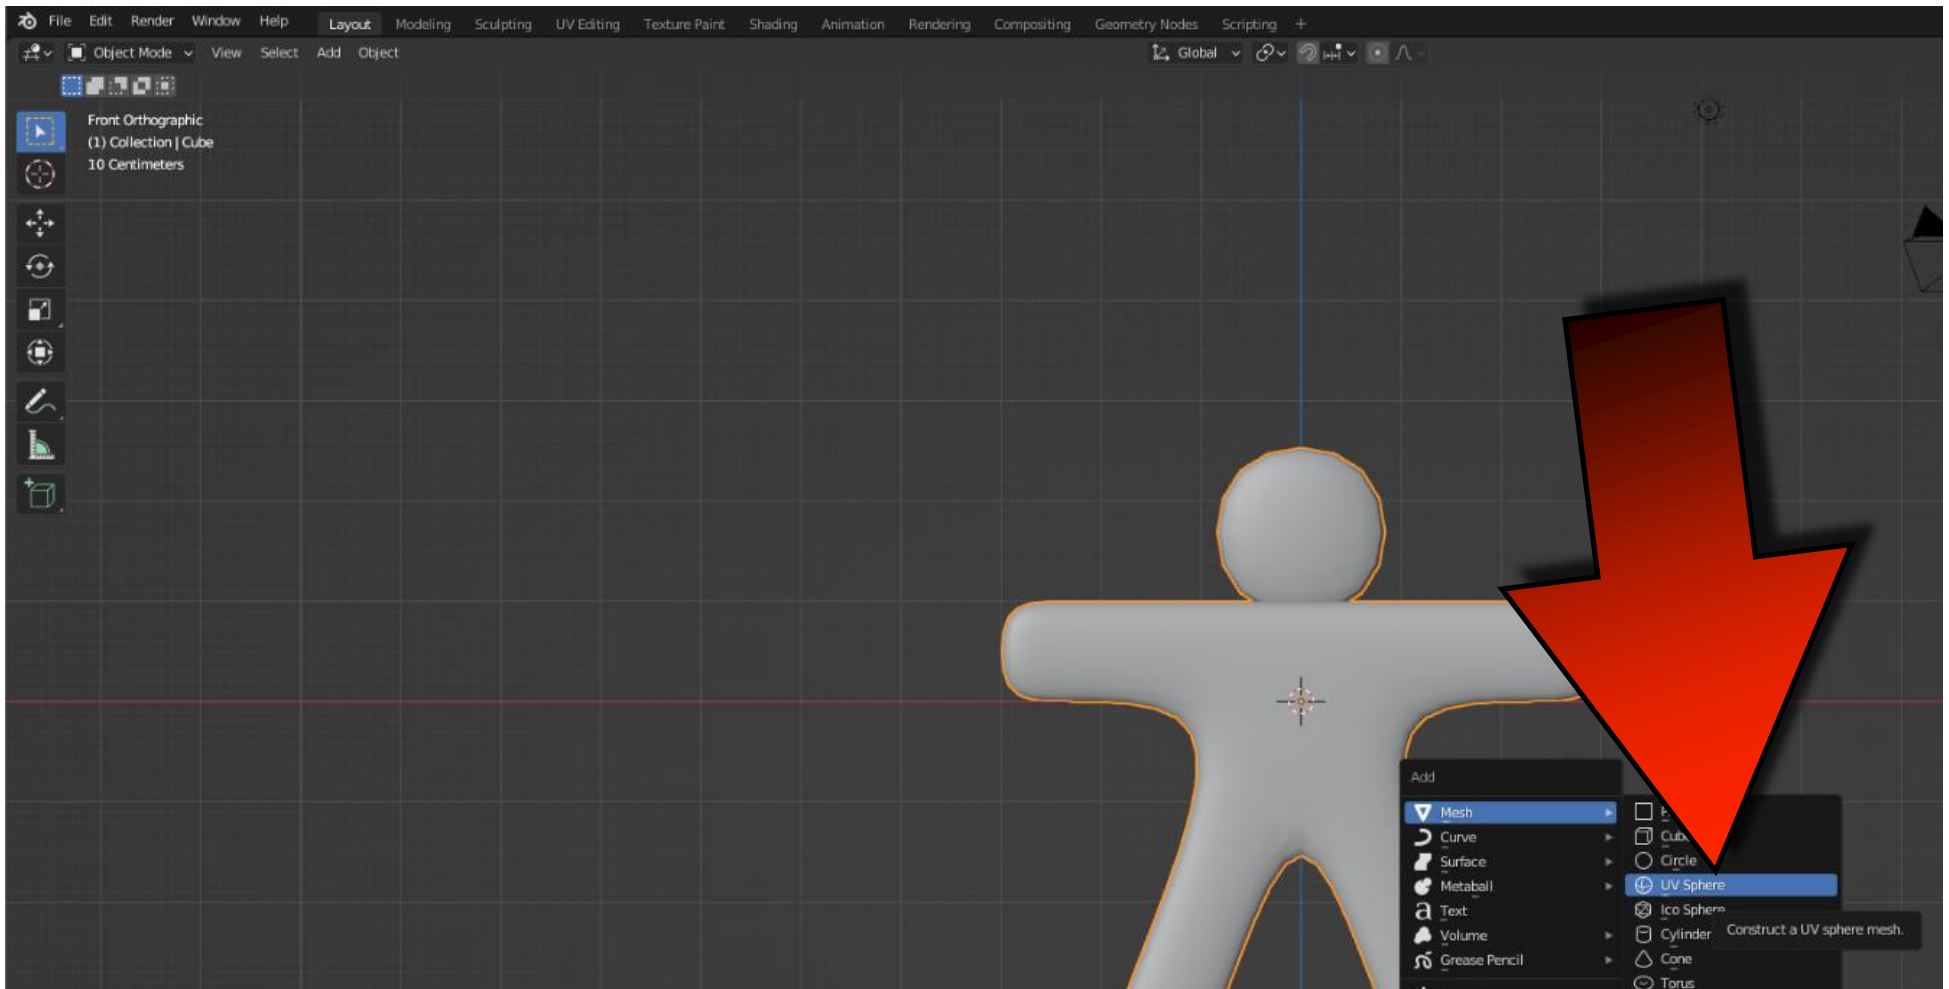 File Edit Render Window Help Layout Modeling Sculpting UV Editing Texture Paint Shading Animation Rendering Compositing Geometry Nodes Scripting +
Object Mode View Select Add Object Global
Front Orthographic
(1) Collection | Cube
10 Centimeters
Add
Mesh
Curve
Surface
Metaball
Text
Volume
Grease Pencil
Circle
UV Sphere
Ico Sphere
Cylinder
Cone
Torus
Construct a UV sphere mesh.